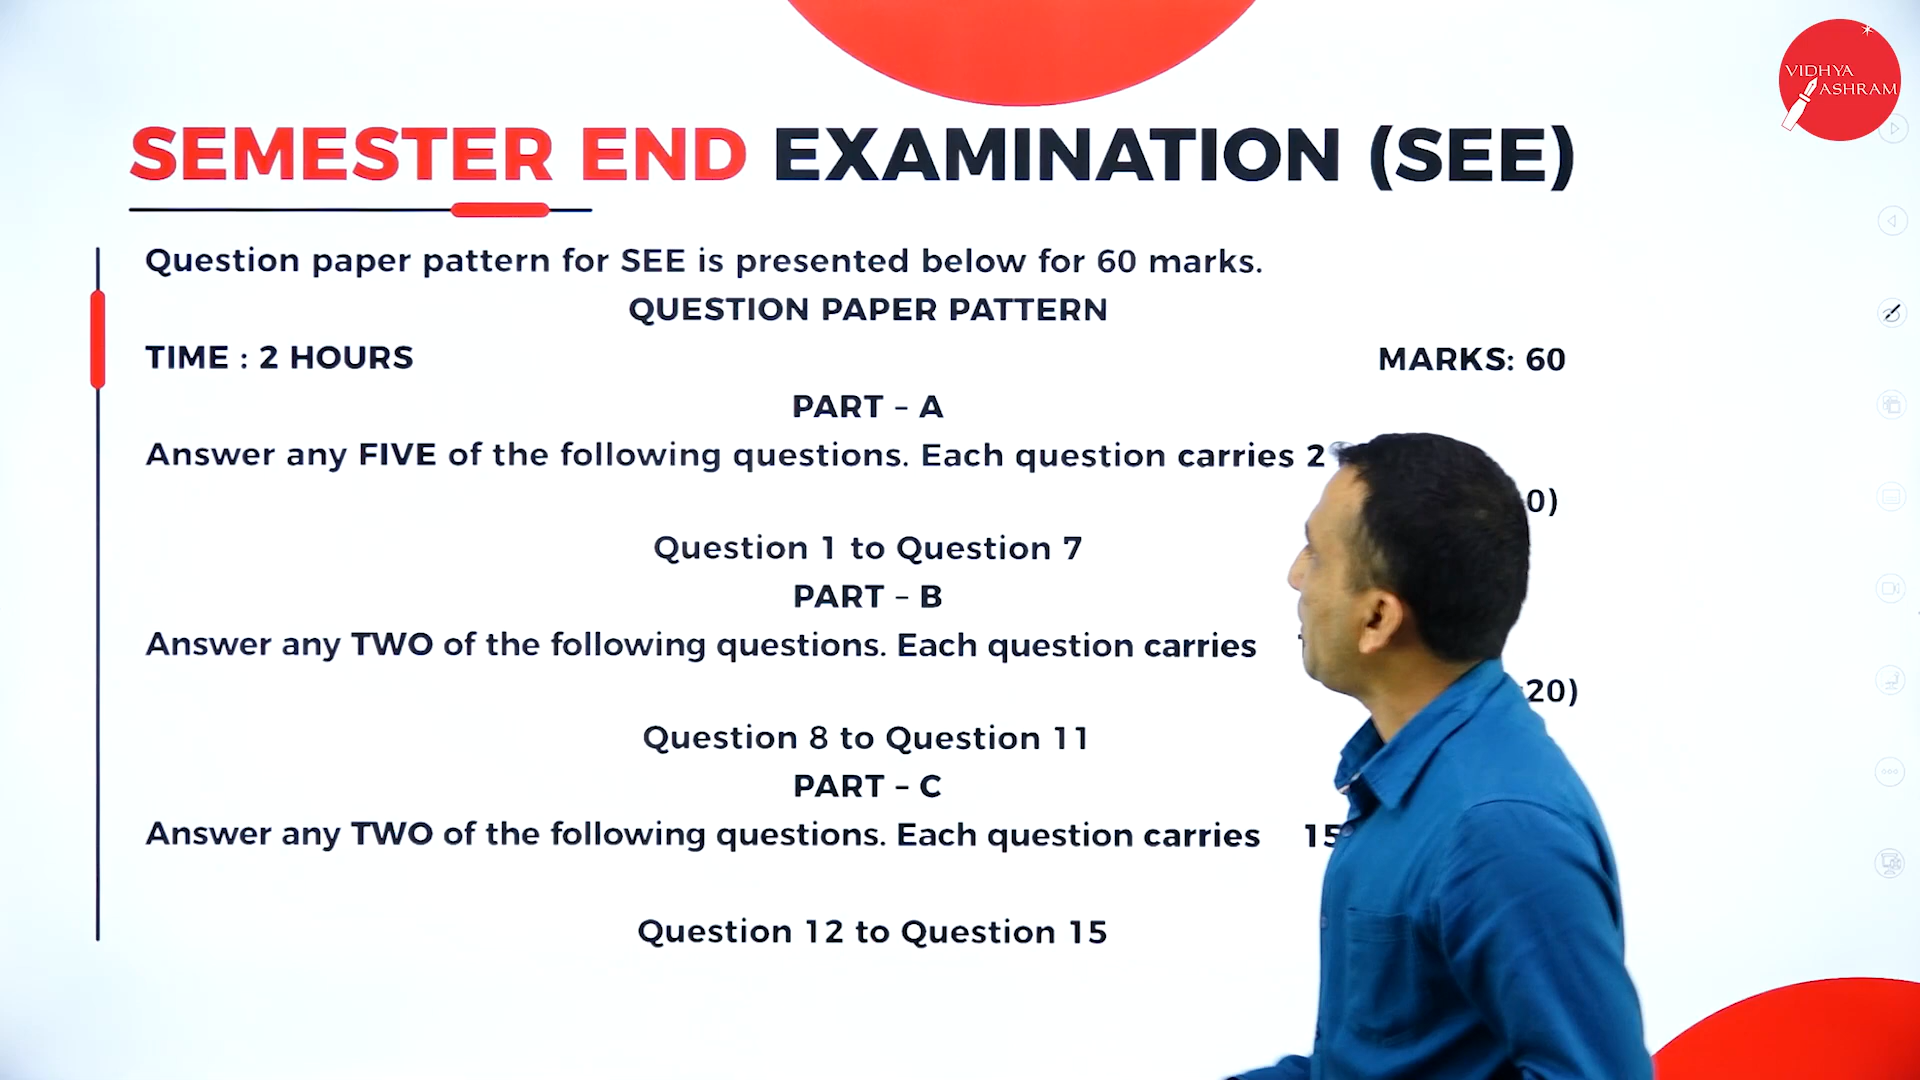 VIDHYA
ASHRAM
SEMESTER END EXAMINATION (SEE)
Question paper pattern for SEE is presented below for 60 marks.
QUESTION PAPER PATTERN
TIME : 2 HOURS MARKS: 60
PART – A
Answer any FIVE of the following questions. Each question carries 2
0)
Question 1 to Question 7
PART – B
Answer any TWO of the following questions. Each question carries
20)
Question 8 to Question 11
PART – C
Answer any TWO of the following questions. Each question carries 15
Question 12 to Question 15